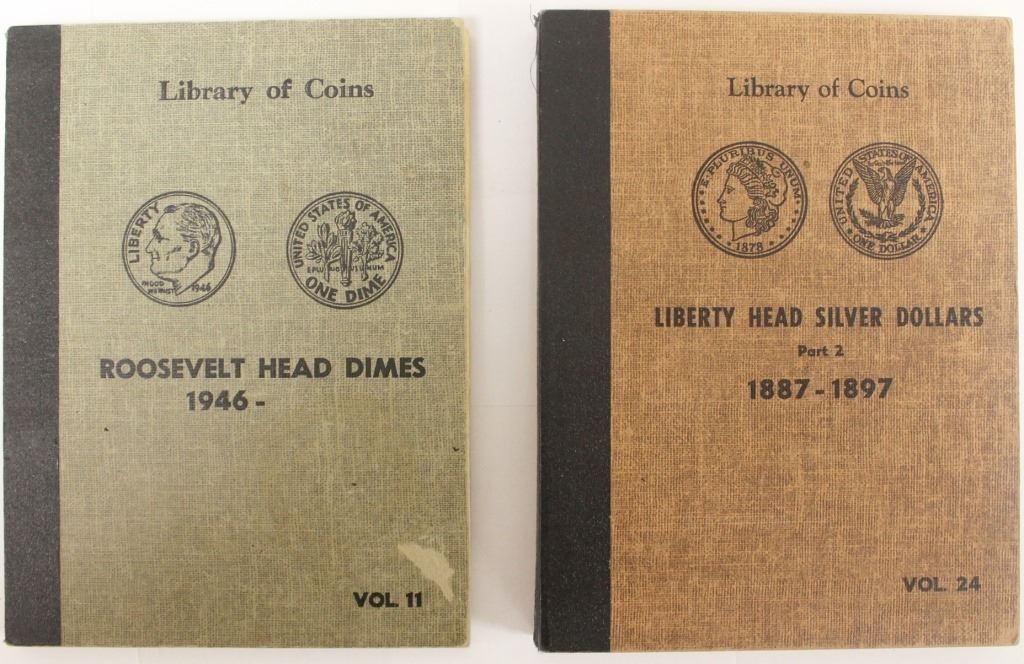 Library of Coins
LIBERTY
IN GOD
WE TRUST
1946
UNITED STATES OF AMERICA
E PLURIBUS UNUM
ONE DIME
ROOSEVELT HEAD DIMES
1946 -
VOL. 11
Library of Coins
E·PLURIBUS UNUM
1878
UNITED STATES OF AMERICA
ONE DOLLAR
LIBERTY HEAD SILVER DOLLARS
Part 2
1887 - 1897
VOL. 24